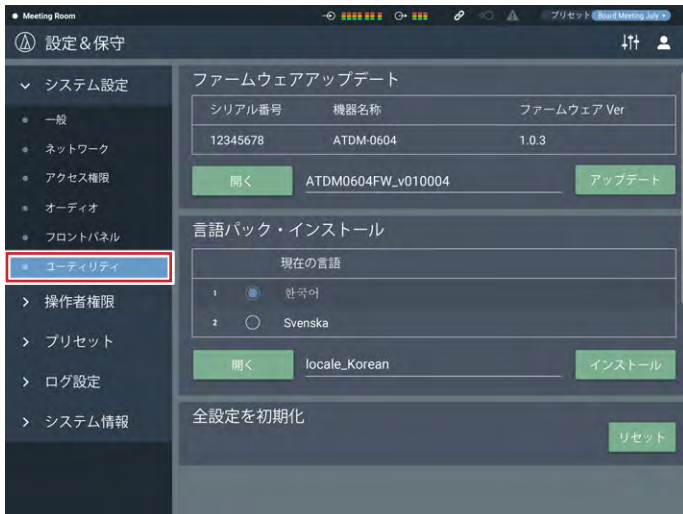 Meeting Room
プリセット Board Meeting July
設定&保守
システム設定
一般
ネットワーク
アクセス権限
オーディオ
フロントパネル
ユーティリティ
操作者権限
プリセット
ログ設定
システム情報
ファームウェアアップデート
シリアル番号 機器名称 ファームウェア Ver
12345678 ATDM-0604 1.0.3
開く ATDM0604FW_v010004 アップデート
言語パック・インストール
現在の言語
1 한국어
2 Svenska
開く locale_Korean インストール
全設定を初期化
リセット